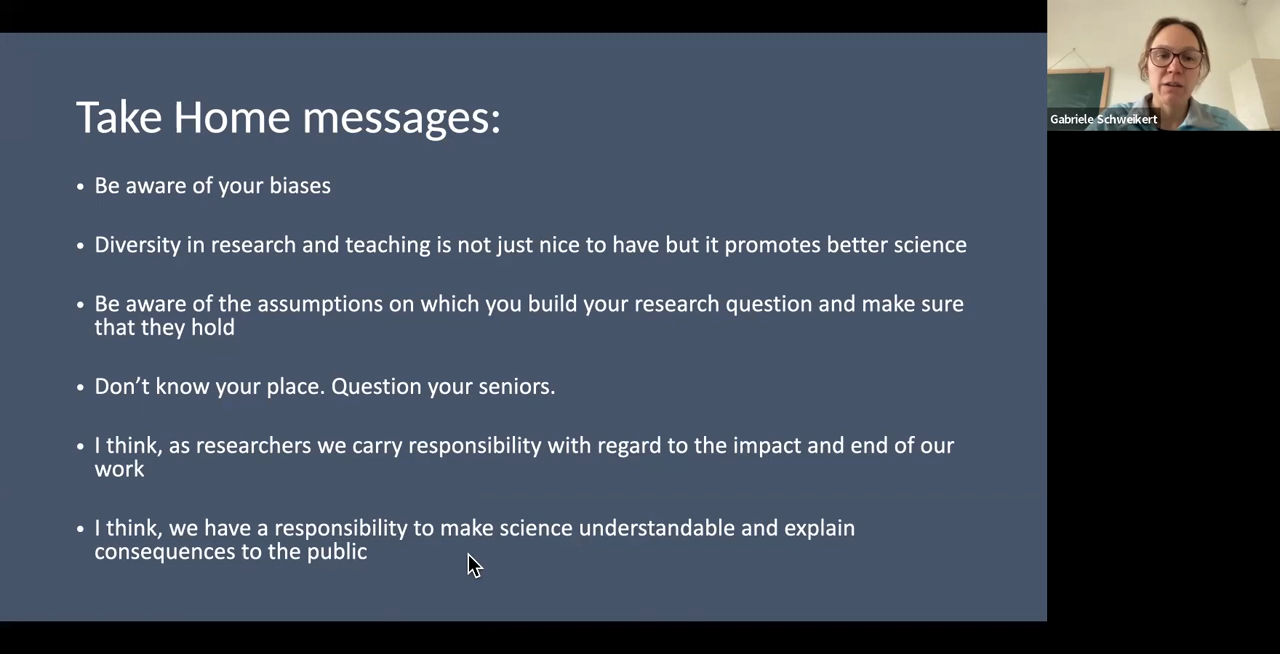 Take Home messages:
• Be aware of your biases
• Diversity in research and teaching is not just nice to have but it promotes better science
• Be aware of the assumptions on which you build your research question and make sure
that they hold
• Don’t know your place. Question your seniors.
• I think, as researchers we carry responsibility with regard to the impact and end of our
work
• I think, we have a responsibility to make science understandable and explain
consequences to the public
Gabriele Schweikert